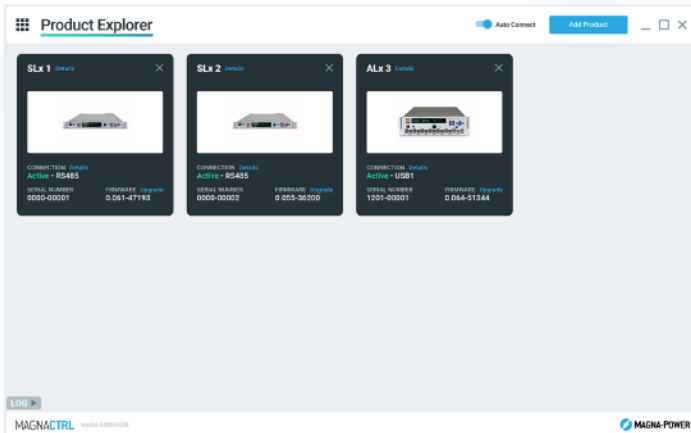 Product Explorer
Auto Connect
Add Product
SLx 1 Details
CONNECTION Details
Active • RS485
SERIAL NUMBER FIRMWARE Upgrade
0000-00001 0.061-47193
SLx 2 Details
CONNECTION Details
Active • RS485
SERIAL NUMBER FIRMWARE Upgrade
0000-00002 0.055-36200
ALx 3 Details
CONNECTION Details
Active • USB1
SERIAL NUMBER FIRMWARE Upgrade
1201-00001 0.064-51344
LOG
MAGNACTRL Version
MAGNA-POWER